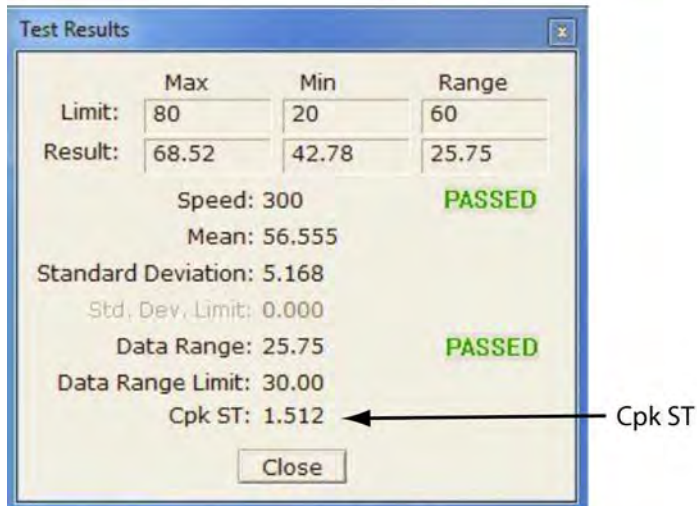 Test Results
Max Min Range
Limit: 80 20 60
Result: 68.52 42.78 25.75
Speed: 300 PASSED
Mean: 56.555
Standard Deviation: 5.168
Std. Dev. Limit: 0.000
Data Range: 25.75 PASSED
Data Range Limit: 30.00
Cpk ST: 1.512 Cpk ST
Close